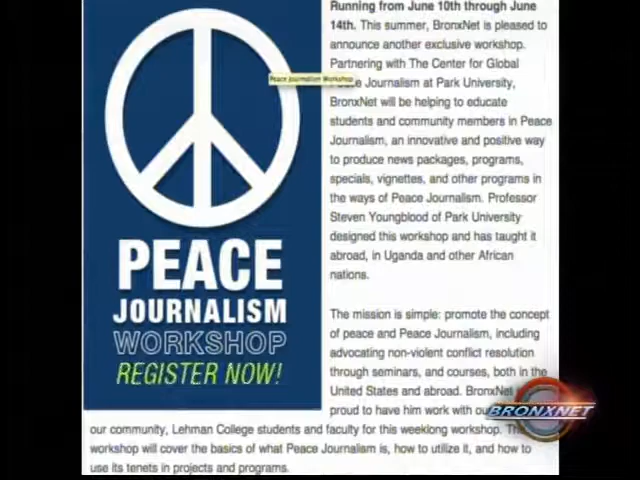 PEACE
JOURNALISM
WORKSHOP
REGISTER NOW!
Peace Journalism Workshop
Running from June 10th through June
14th. This summer, BronxNet is pleased to
announce another exclusive workshop.
Partnering with The Center for Global
Journalism at Park University,
BronxNet will be helping to educate
students and community members in Peace
Journalism, an innovative and positive way
to produce news packages, programs,
specials, vignettes, and other programs in
the ways of Peace Journalism. Professor
Steven Youngblood of Park University
designed this workshop and has taught it
abroad, in Uganda and other African
nations.
The mission is simple: promote the concept
of peace and Peace Journalism, including
advocating non-violent conflict resolution
through seminars, and courses, both in the
United States and abroad. BronxNet
proud to have him work with
our community, Lehman College students and faculty for this weeklong workshop.
workshop will cover the basics of what Peace Journalism is, how to utilize it, and how to
use its tenets in projects and programs.
BRONXNET